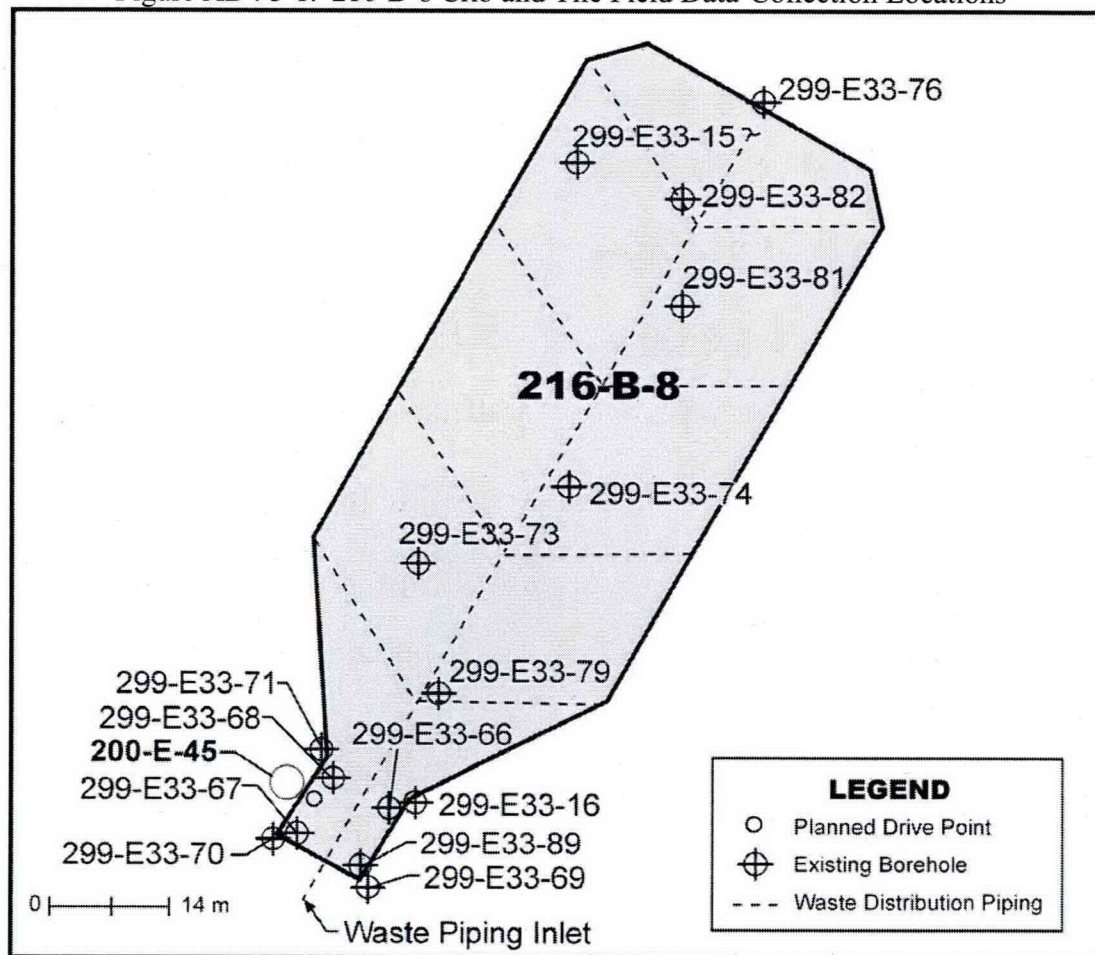 Figure ADV3-1. 216-B-8 Crib and The Field Data Collection Locations
299-E33-76
299-E33-15
299-E33-82
299-E33-81
216-B-8
299-E33-74
299-E33-73
299-E33-79
299-E33-71
299-E33-68
299-E33-66
200-E-45
299-E33-67
299-E33-16
299-E33-70
299-E33-89
299-E33-69
0 14 m
Waste Piping Inlet
LEGEND
Planned Drive Point
Existing Borehole
Waste Distribution Piping